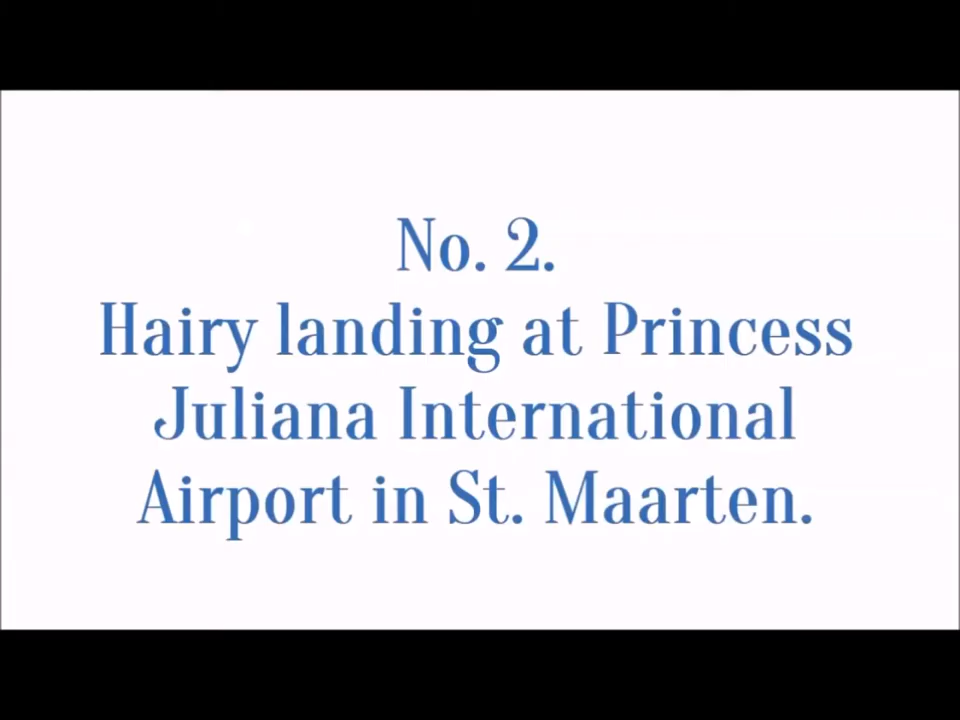 No. 2.
Hairy landing at Princess
Juliana International
Airport in St. Maarten.